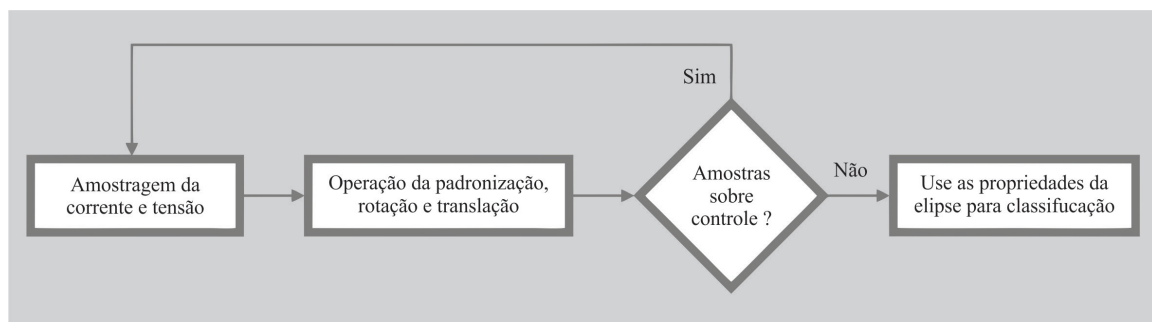 Sim
Amostragem da
corrente e tensão
Operação da padronização,
rotação e translação
Amostras
sobre
controle ?
Não
Use as propriedades da
elipse para classifucação